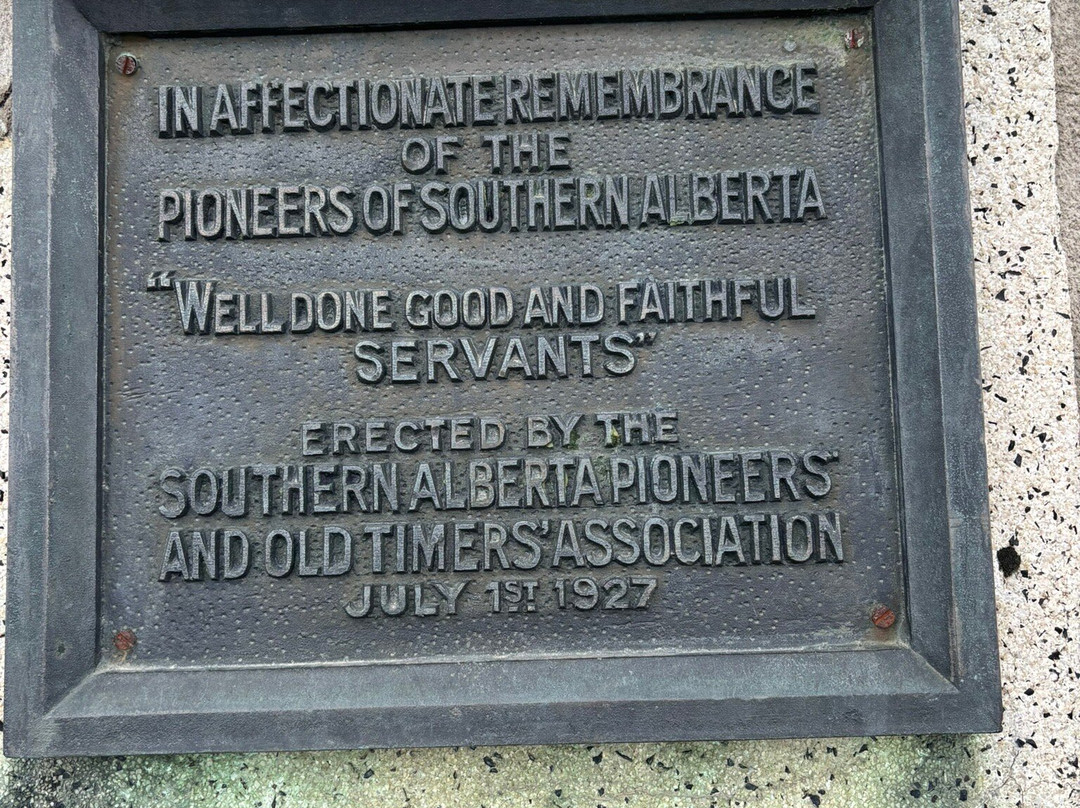 IN AFFECTIONATE REMEMBRANCE
OF THE
PIONEERS OF SOUTHERN ALBERTA
"WELL DONE GOOD AND FAITHFUL
SERVANTS"
ERECTED BY THE
SOUTHERN ALBERTA PIONEERS'
AND OLD TIMERS' ASSOCIATION
JULY 1ST 1927